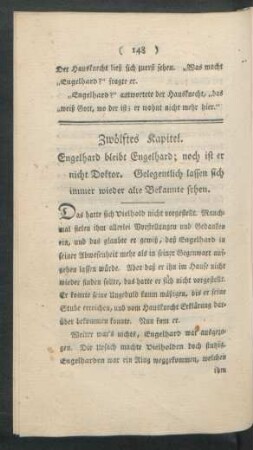 ( 148 )
Der Hausknecht ließ sich zuerst sehen. „Was macht
„Engelhard?“ fragte er.
„Engelhard?“ antwortete der Hausknecht, „das
„weiß Gott, wo der ist; er wohnt nicht mehr hier.“
Zwölftes Kapitel.
Engelhard bleibt Engelhard; noch ist er
nicht Doktor. Gelegentlich lassen sich
immer wieder alte Bekannte sehen.
Das hatte sich Vielhold nicht vorgestellt. Manch-
mal fielen ihm allerlei Vorstellungen und Gedanken
ein, und das glaubte er gewiß, daß Engelhard in
seiner Abwesenheit mehr als in seiner Gegenwart aus-
gehen lassen würde. Aber daß er ihn im Hause nicht
wieder finden sollte, das hatte er sich nicht vorgestellt.
Er konnte seine Ungeduld kaum mäßigen, bis er seine
Stube erreichen, und vom Hausknecht Erklärung dar-
über bekommen konnte. Nun kam er.
Weiter war's nichts, Engelhard war ausgezo-
gen. Die Ursach machte Vielholden doch stutzig.
Engelharden war ein Ring weggekommen, welchen
ihm